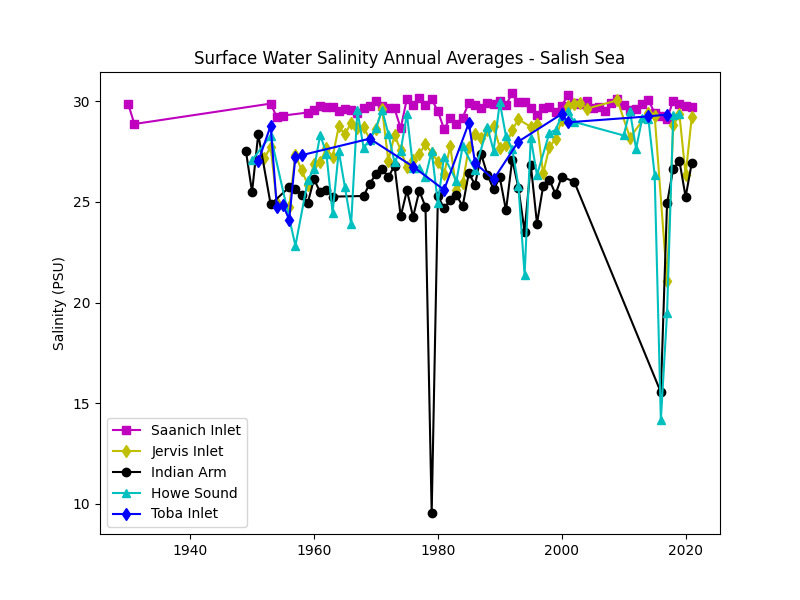 Surface Water Salinity Annual Averages - Salish Sea
Salinity (PSU)
30
25
20
15
10
Saanich Inlet
Jervis Inlet
Indian Arm
Howe Sound
Toba Inlet
1940
1960
1980
2000
2020